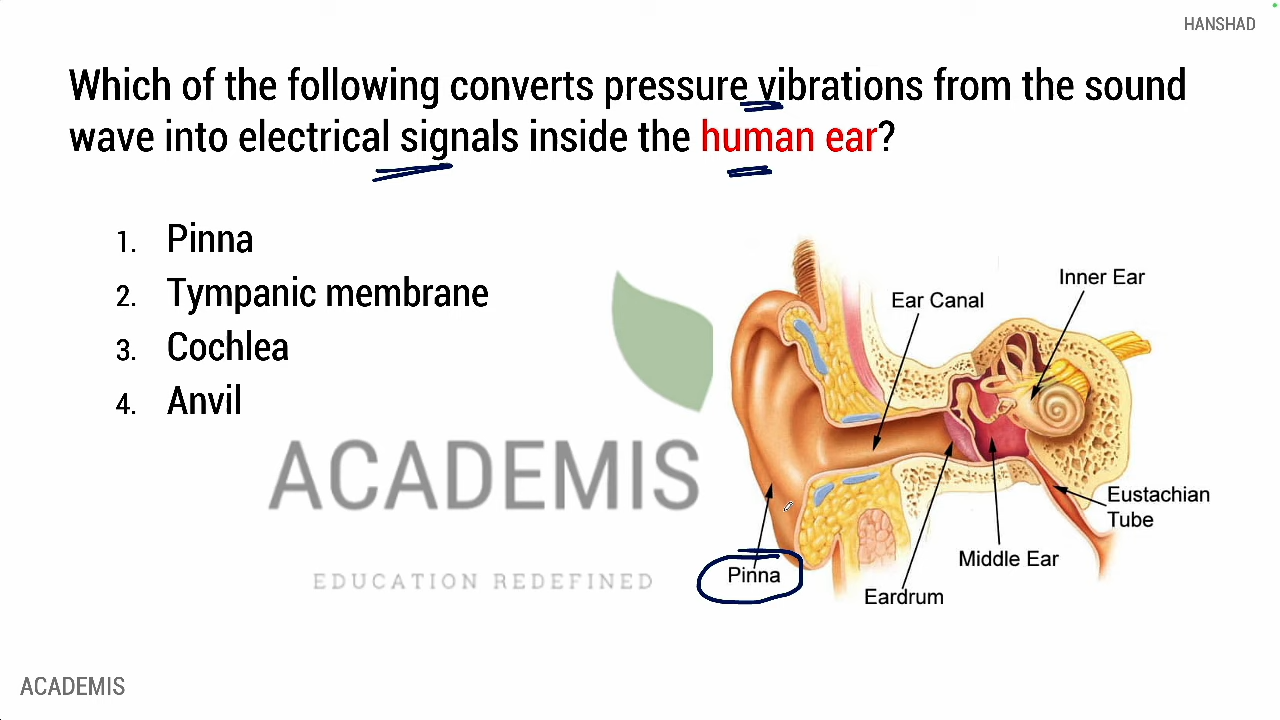 HANSHAD
Which of the following converts pressure vibrations from the sound
wave into electrical signals inside the human ear?
1. Pinna
2. Tympanic membrane
3. Cochlea
4. Anvil
Inner Ear
Ear Canal
Eustachian
Tube
Middle Ear
Pinna
Eardrum
ACADEMIS
EDUCATION REDEFINED
ACADEMIS